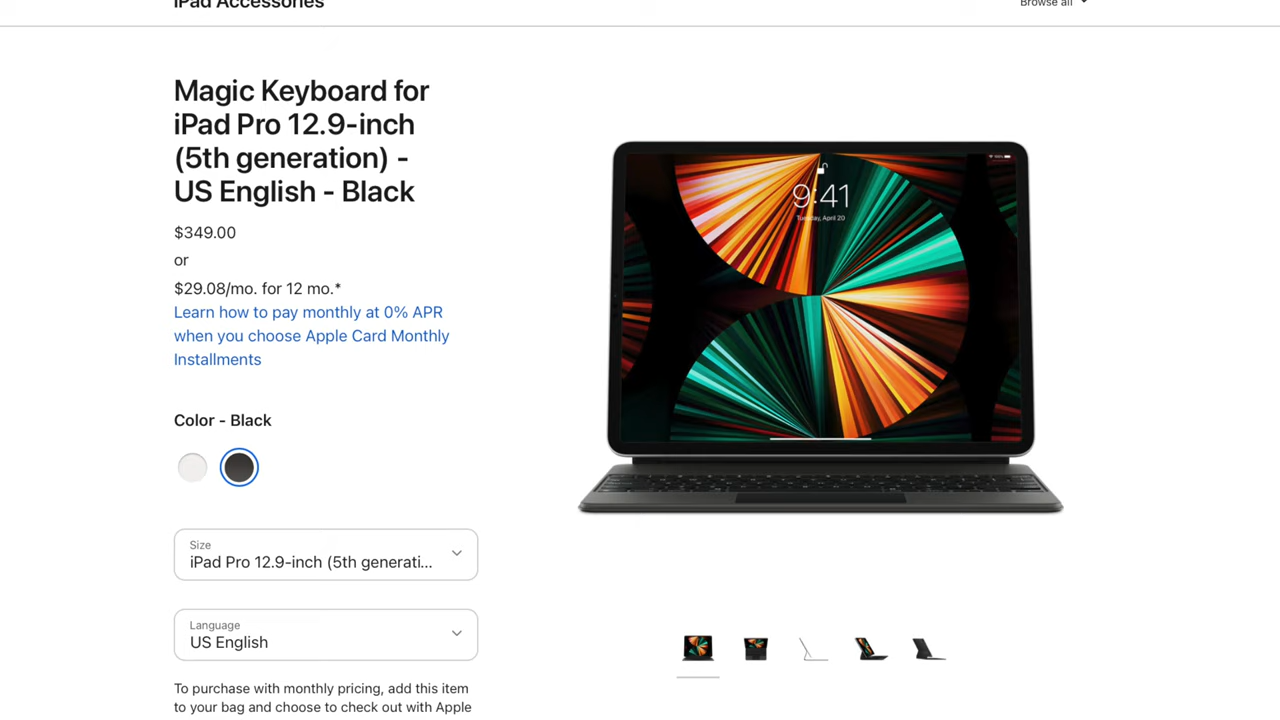 iPad Accessories
Browse all
Magic Keyboard for
iPad Pro 12.9-inch
(5th generation) -
US English - Black
$349.00
or
$29.08/mo. for 12 mo.*
Learn how to pay monthly at 0% APR
when you choose Apple Card Monthly
Installments
Color - Black
Size
iPad Pro 12.9-inch (5th generati...
Language
US English
To purchase with monthly pricing, add this item
to your bag and choose to check out with Apple
9:41
Tuesday, April 20